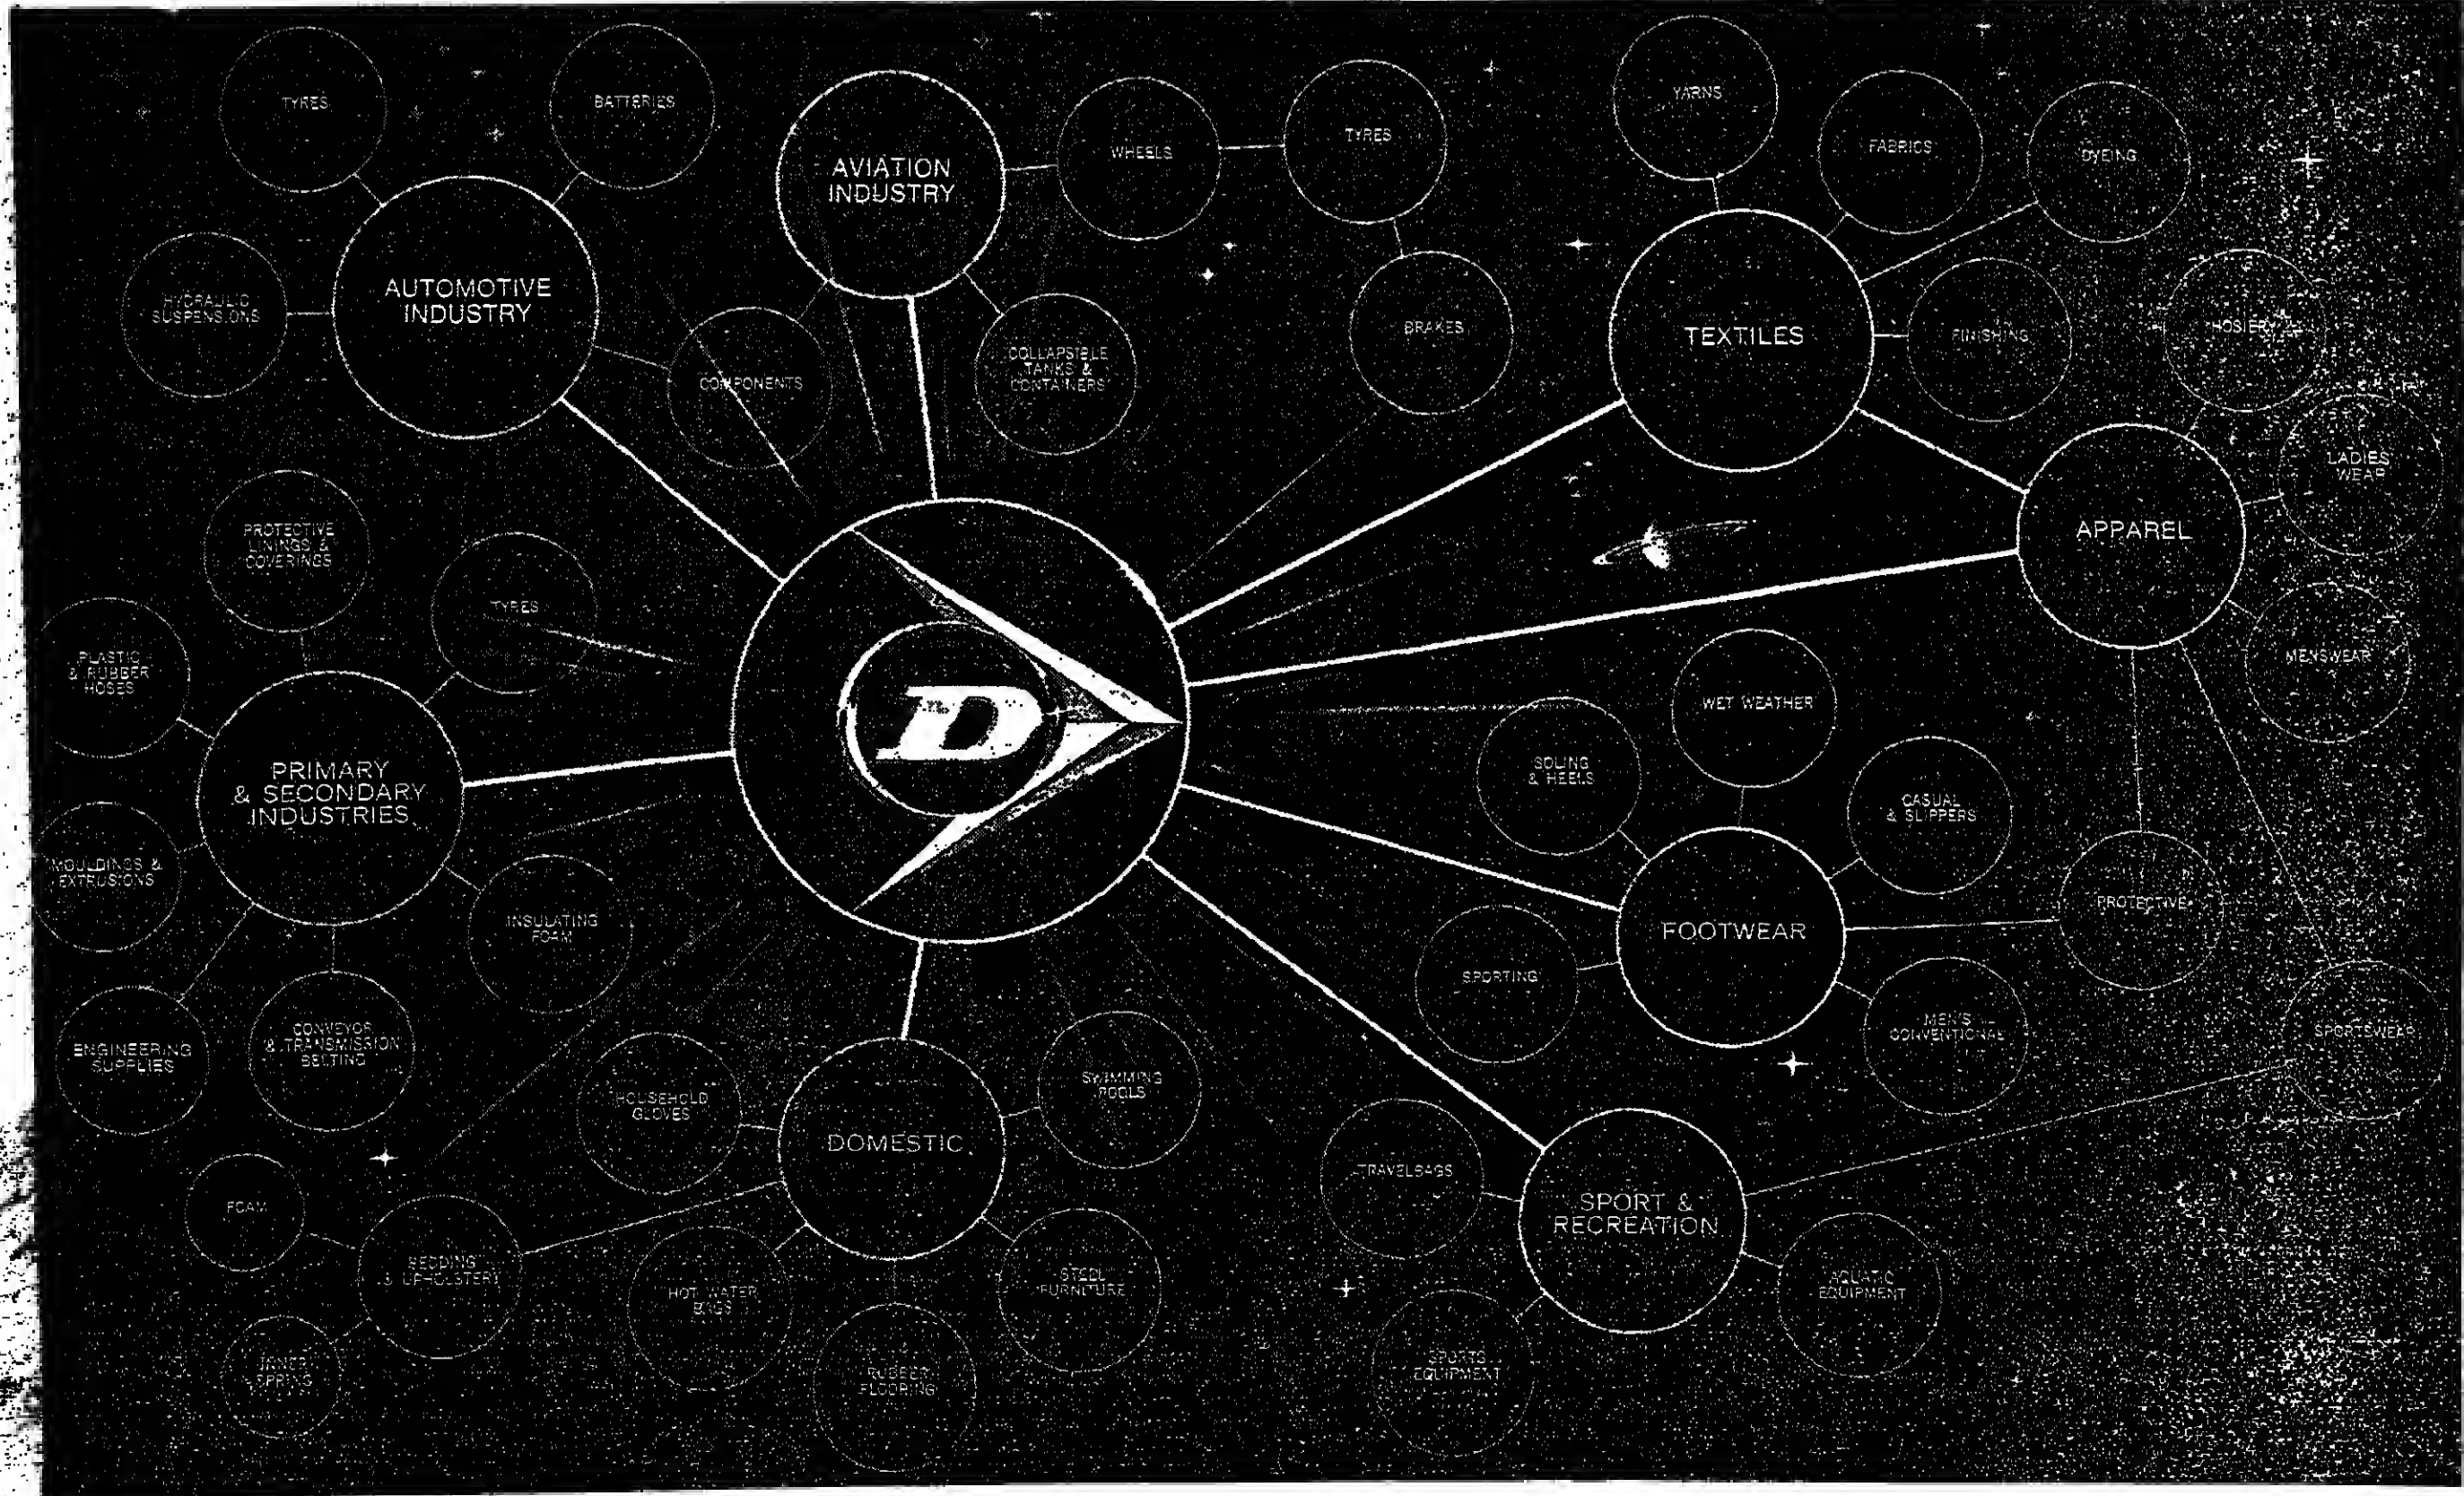 TYRES
BATTERIES
HYDRAULIC
SUSPENSIONS
AUTOMOTIVE
INDUSTRY
COMPONENTS
AVIATION
INDUSTRY
WHEELS
TYRES
BRAKES
COLLAPSIBLE
TANKS &
CONTAINERS
YARNS
FABRICS
DYEING
TEXTILES
FINISHING
HOSIERY
LADIES
WEAR
APPAREL
MENSWEAR
PROTECTIVE
LININGS &
COVERINGS
TYRES
PLASTIC
& RUBBER
HOSES
PRIMARY
& SECONDARY
INDUSTRIES
MOULDINGS &
EXTRUSIONS
INSULATING
FOAM
ENGINEERING
SUPPLIES
CONVEYOR
& TRANSMISSION
BELTING
D
WET WEATHER
SOLING
& HEELS
CASUAL
& SLIPPERS
FOOTWEAR
PROTECTIVE
SPORTING
MEN'S
CONVENTIONAL
SPORTSWEAR
HOUSEHOLD
GLOVES
SWIMMING
POOLS
DOMESTIC
FOAM
BEDDING
& UPHOLSTERY
INNER
SPRING
HOT WATER
BAGS
RUBBER
FLOORING
STEEL
FURNITURE
TRAVELBAGS
SPORT &
RECREATION
SPORTS
EQUIPMENT
AQUATIC
EQUIPMENT